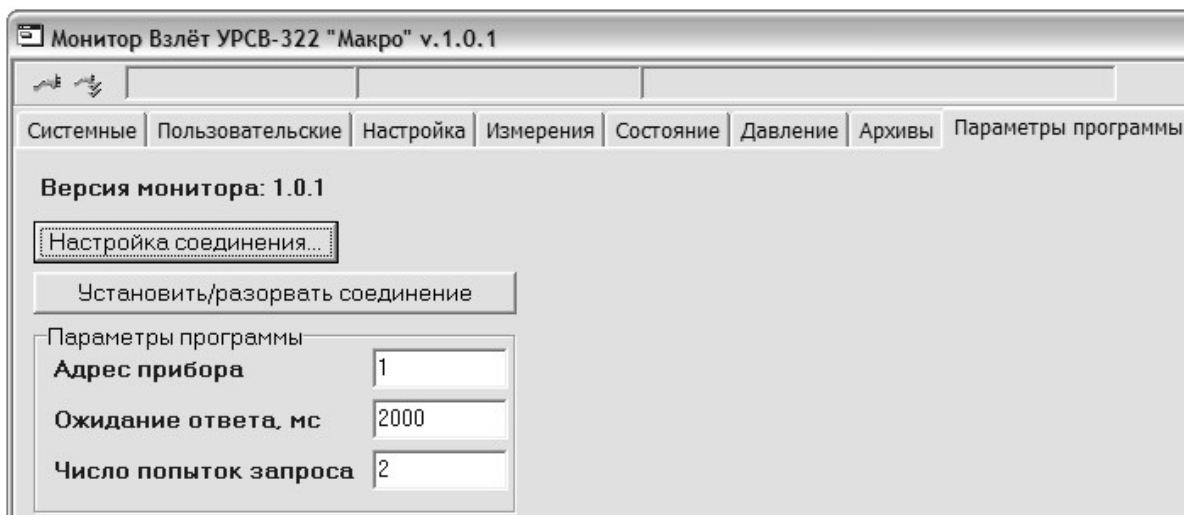 Монитор Взлёт УРСВ-322 "Макро" v.1.0.1
Системные Пользовательские Настройка Измерения Состояние Давление Архивы Параметры программы
Версия монитора: 1.0.1
Настройка соединения...
Установить/разорвать соединение
Параметры программы
Адрес прибора 1
Ожидание ответа, мс 2000
Число попыток запроса 2